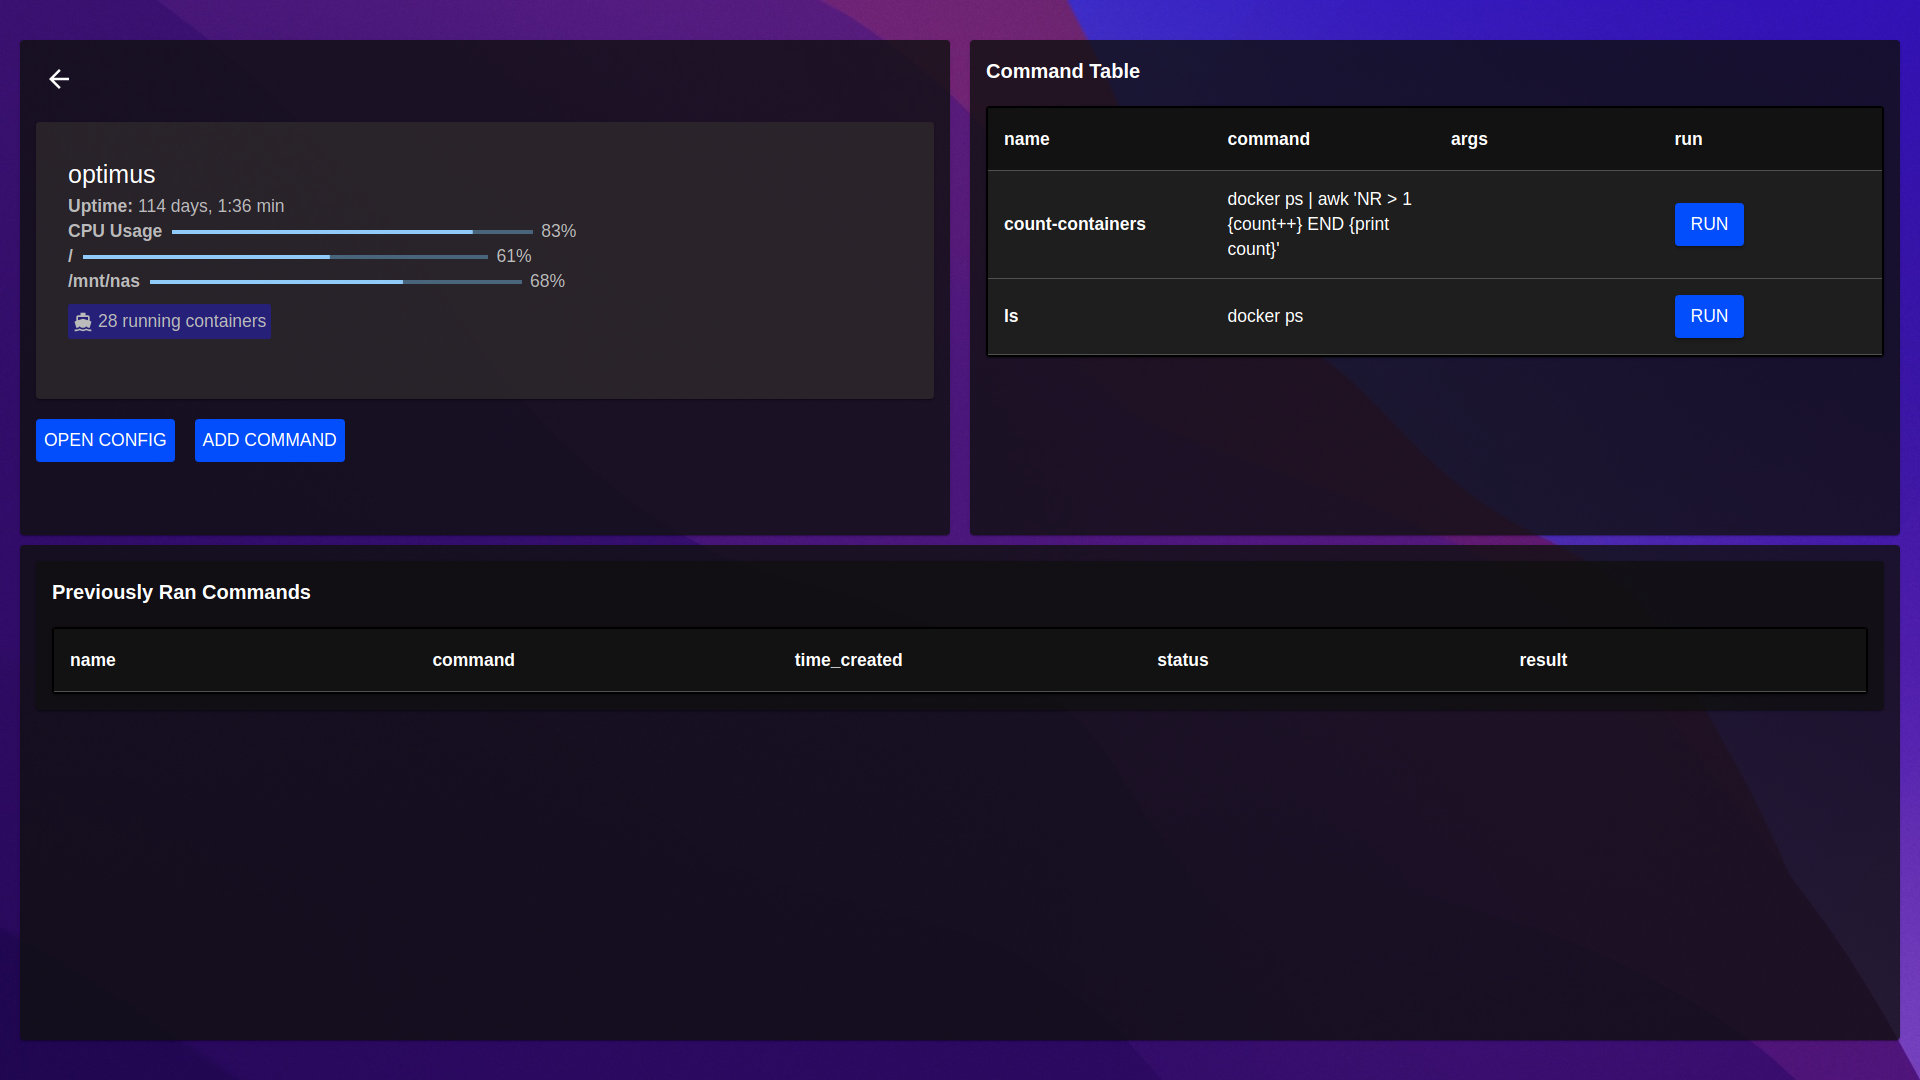 optimus
Uptime: 114 days, 1:36 min
CPU Usage 83%
/ 61%
/mnt/nas 68%
28 running containers
OPEN CONFIG ADD COMMAND
Command Table
name command args run
count-containers docker ps | awk 'NR > 1
{count++} END {print
count}' RUN
ls docker ps RUN
Previously Ran Commands
name command time_created status result